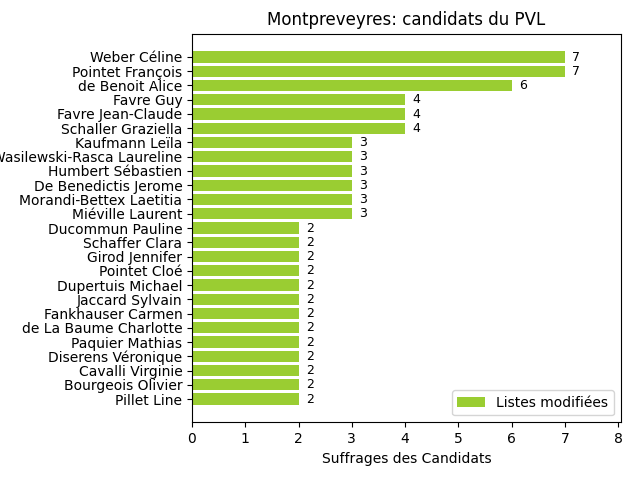 Montpreveyres: candidats du PVL
Weber Céline 7
Pointet François 7
de Benoit Alice 6
Favre Guy 4
Favre Jean-Claude 4
Schaller Graziella 4
Kaufmann Leïla 3
Wasilewski-Rasca Laureline 3
Humbert Sébastien 3
De Benedictis Jerome 3
Morandi-Bettex Laetitia 3
Miéville Laurent 3
Ducommun Pauline 2
Schaffer Clara 2
Girod Jennifer 2
Pointet Cloé 2
Dupertuis Michael 2
Jaccard Sylvain 2
Fankhauser Carmen 2
de La Baume Charlotte 2
Paquier Mathias 2
Diserens Véronique 2
Cavalli Virginie 2
Bourgeois Olivier 2
Pillet Line 2
Listes modifiées
0 1 2 3 4 5 6 7 8
Suffrages des Candidats